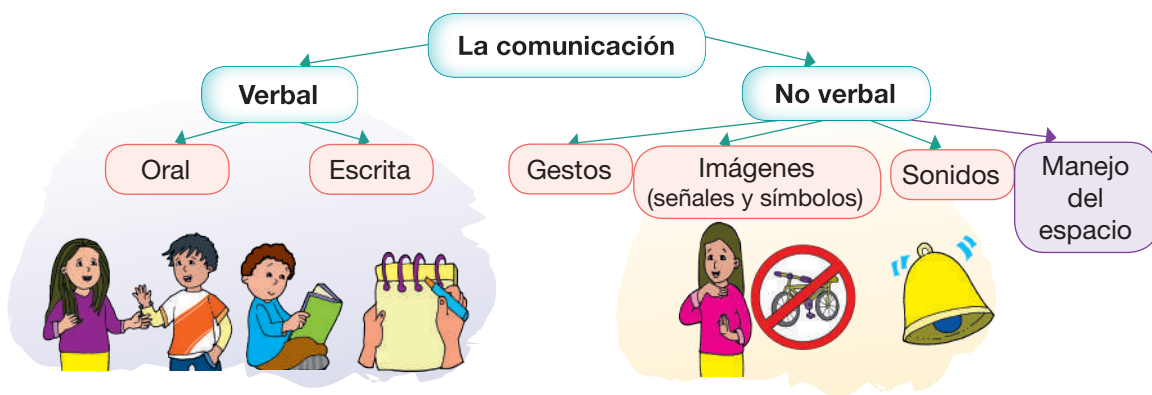 La comunicación
Verbal
No verbal
Oral
Escrita
Gestos
Imágenes
(señales y símbolos)
Sonidos
Manejo
del
espacio